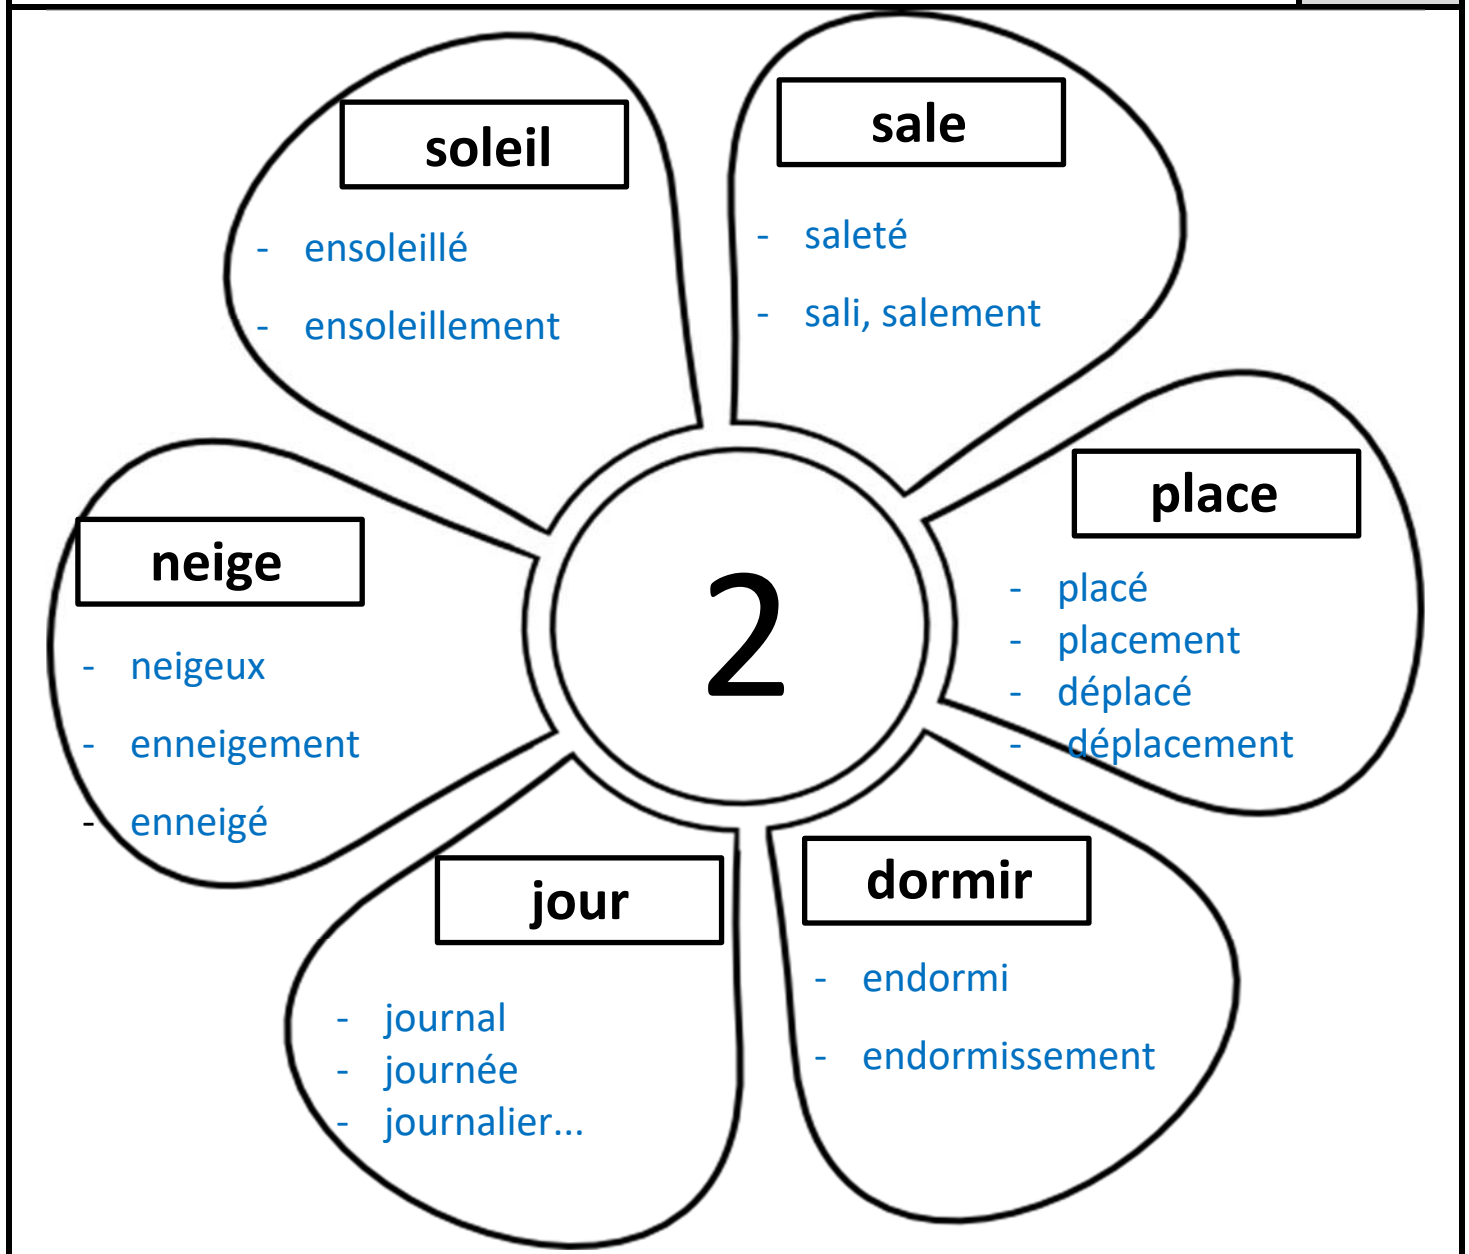 soleil
- ensoleillé
- ensoleillement
sale
- saleté
- sali, salement
place
- placé
- placement
- déplacé
- déplacement
neige
- neigeux
- enneigement
- enneigé
2
jour
- journal
- journée
- journalier...
dormir
- endormi
- endormissement